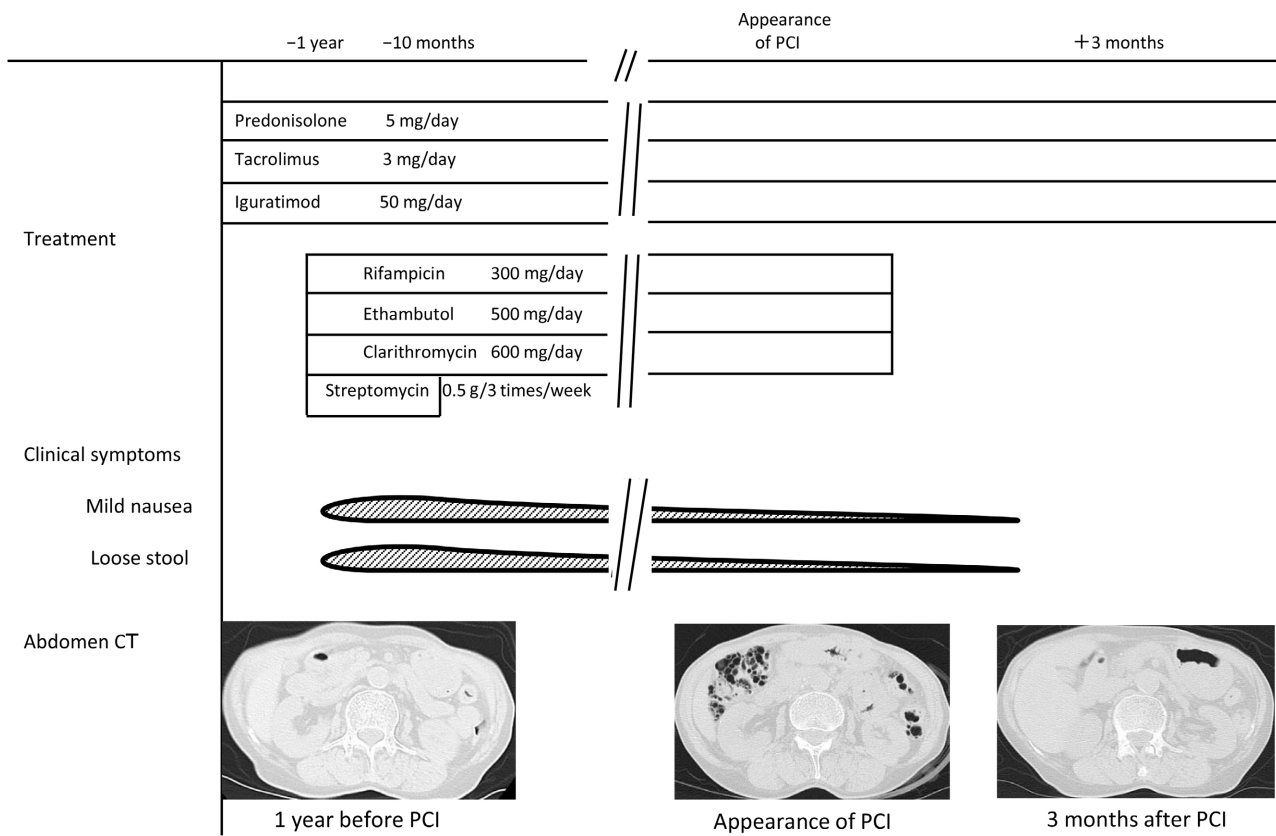 −1 year −10 months Appearance of PCI +3 months
Predonisolone 5 mg/day
Tacrolimus 3 mg/day
Iguratimod 50 mg/day
Treatment
Rifampicin 300 mg/day
Ethambutol 500 mg/day
Clarithromycin 600 mg/day
Streptomycin 0.5 g/3 times/week
Clinical symptoms
Mild nausea
Loose stool
Abdomen CT
1 year before PCI Appearance of PCI 3 months after PCI